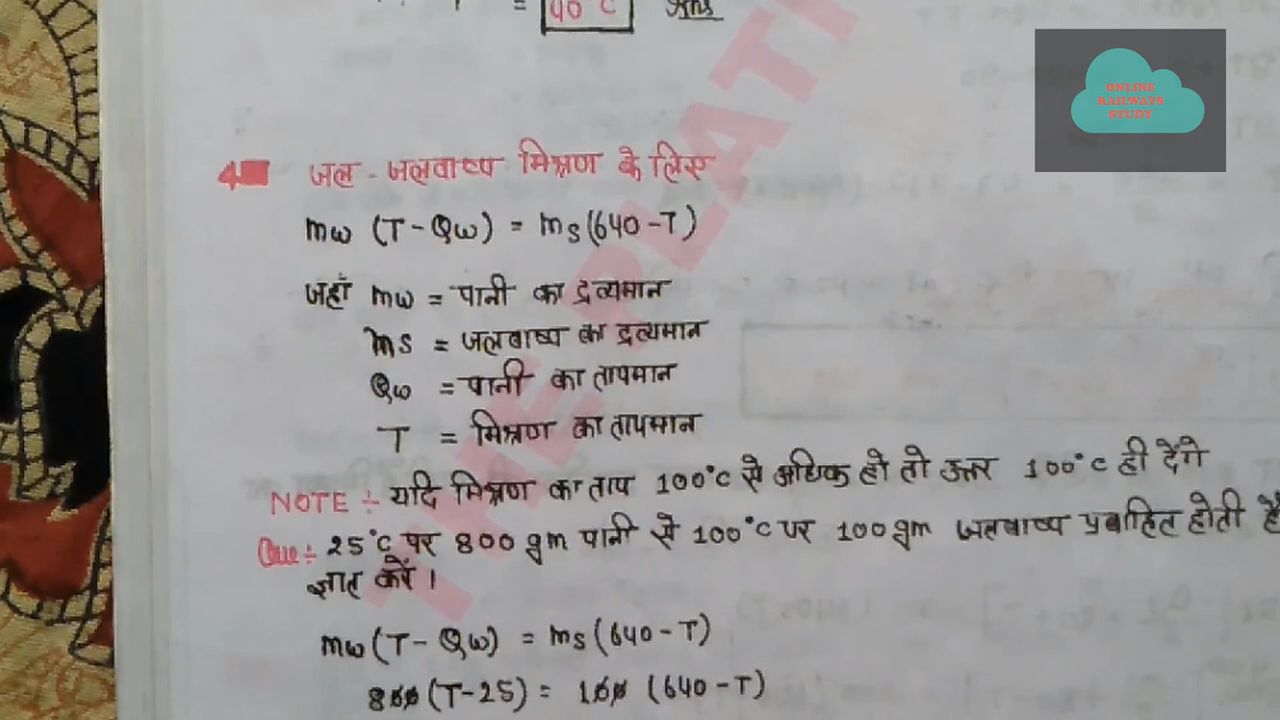 = 40°C Ans
ONLINE
RAILWAYS
STUDY
4 जल - जलवाष्प मिश्रण के लिए
mw (T-Qw) = ms(640-T)
जहाँ mw = पानी का द्रव्यमान
ms = जलवाष्प का द्रव्यमान
Qw = पानी का तापमान
T = मिश्रण का तापमान
NOTE ÷ यदि मिश्रण का ताप 100°C से अधिक हो तो उत्तर 100°C ही देंगे
Que ÷ 25°C पर 800 gm पानी से 100°C पर 100 gm जलवाष्प प्रवाहित होती है
ज्ञात करें।
mw(T-Qw) = ms(640-T)
800(T-25) = 100 (640-T)
THE PLAT